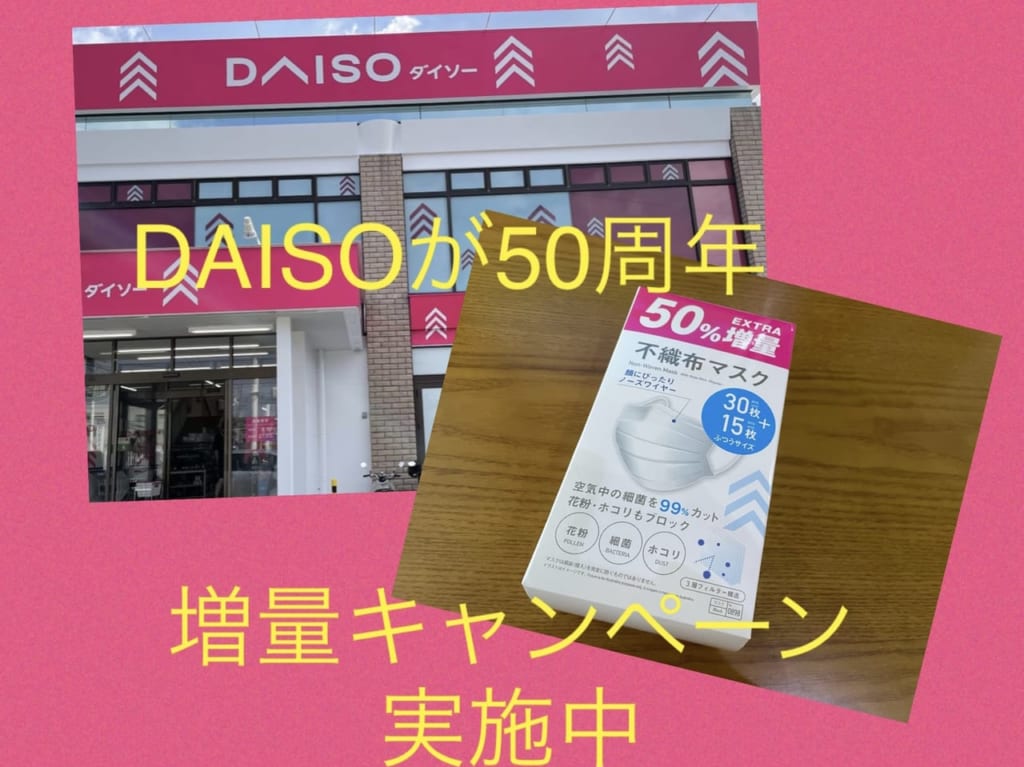 DAISO ダイソー
ダイソー
DAISOが50周年
50%増量
EXTRA
不織布マスク
Non-Woven Mask
顔にぴったり
ノーズワイヤー
30枚+
15枚
ふつうサイズ
空気中の細菌を99%カット
花粉・ホコリもブロック
花粉
POLLEN
細菌
BACTERIA
ホコリ
DUST
3層フィルター構造
増量キャンペーン
実施中